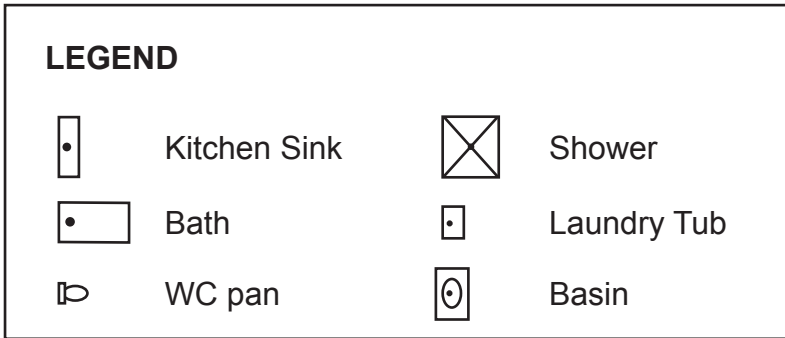 LEGEND
Kitchen Sink
Shower
Bath
Laundry Tub
WC pan
Basin